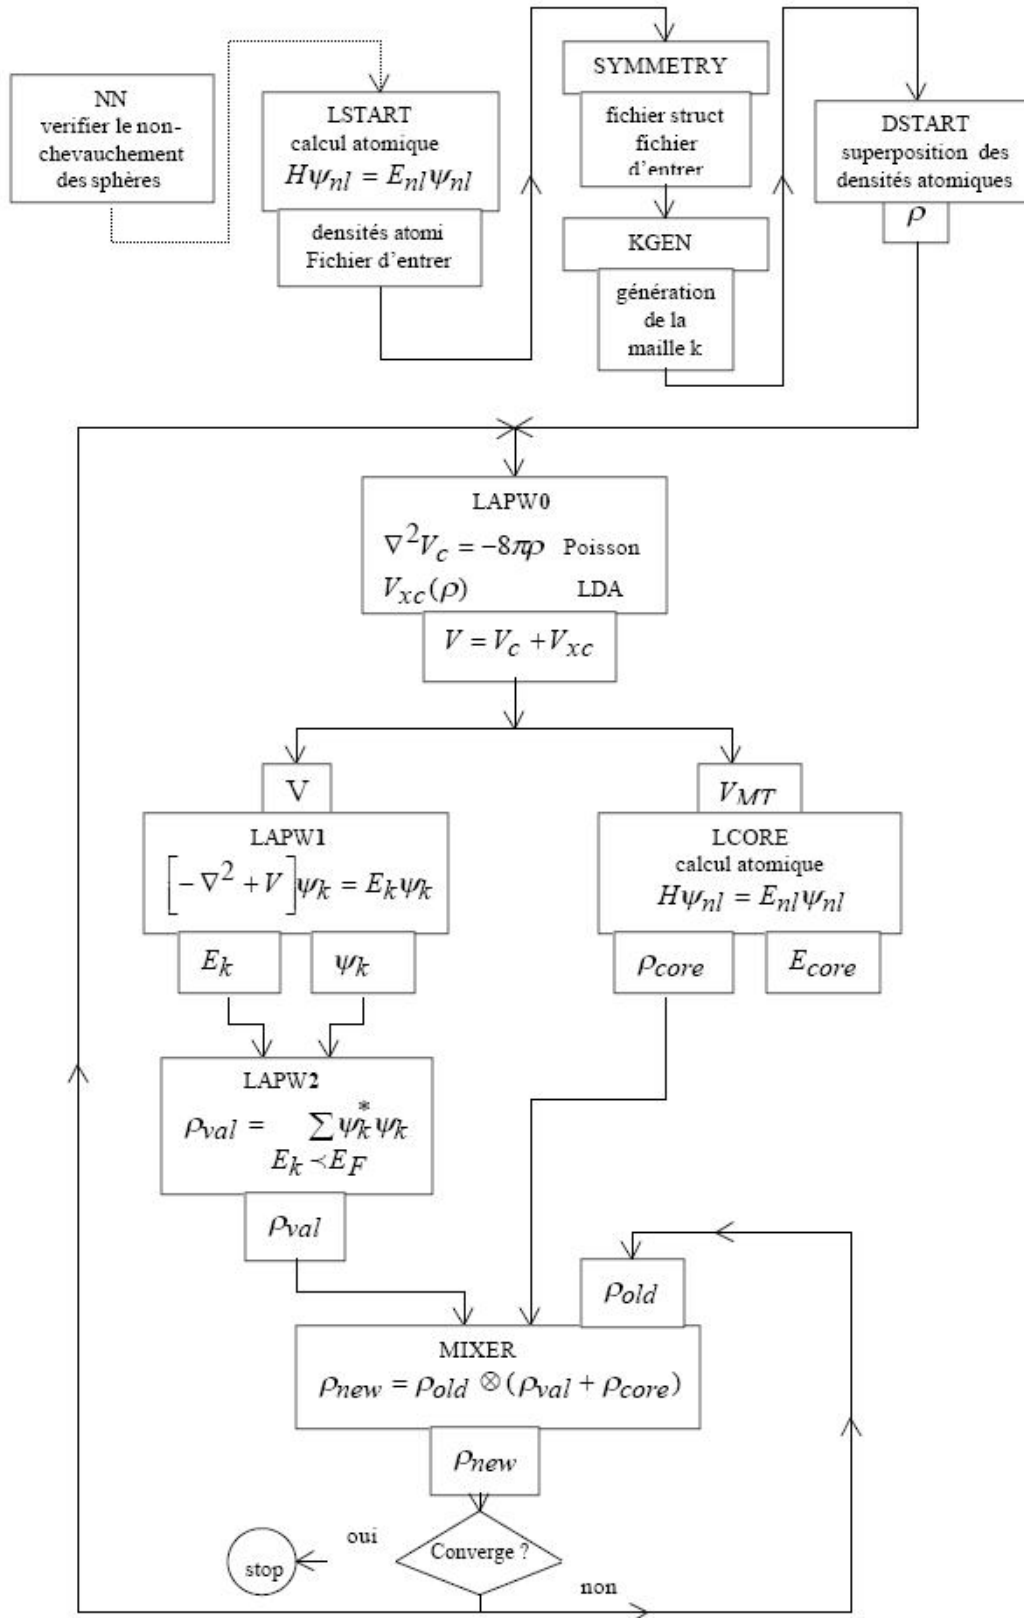 NN
verifier le non-
chevauchement
des sphères
LSTART
calcul atomique
Hψnl = Enlψnl
densités atomi
Fichier d'entrer
SYMMETRY
fichier struct
fichier
d'entrer
KGEN
génération
de la
maille k
DSTART
superposition des
densités atomiques
ρ
LAPW0
∇²Vc = −8πρ Poisson
Vxc(ρ) LDA
V = Vc + Vxc
V
LAPW1
[−∇² + V]ψk = Ekψk
Ek ψk
VMT
LCORE
calcul atomique
Hψnl = Enlψnl
ρcore Ecore
LAPW2
ρval = ∑ ψk*ψk
Ek ≺ EF
ρval
ρold
MIXER
ρnew = ρold ⊗ (ρval + ρcore)
ρnew
Converge ?
oui
stop
non